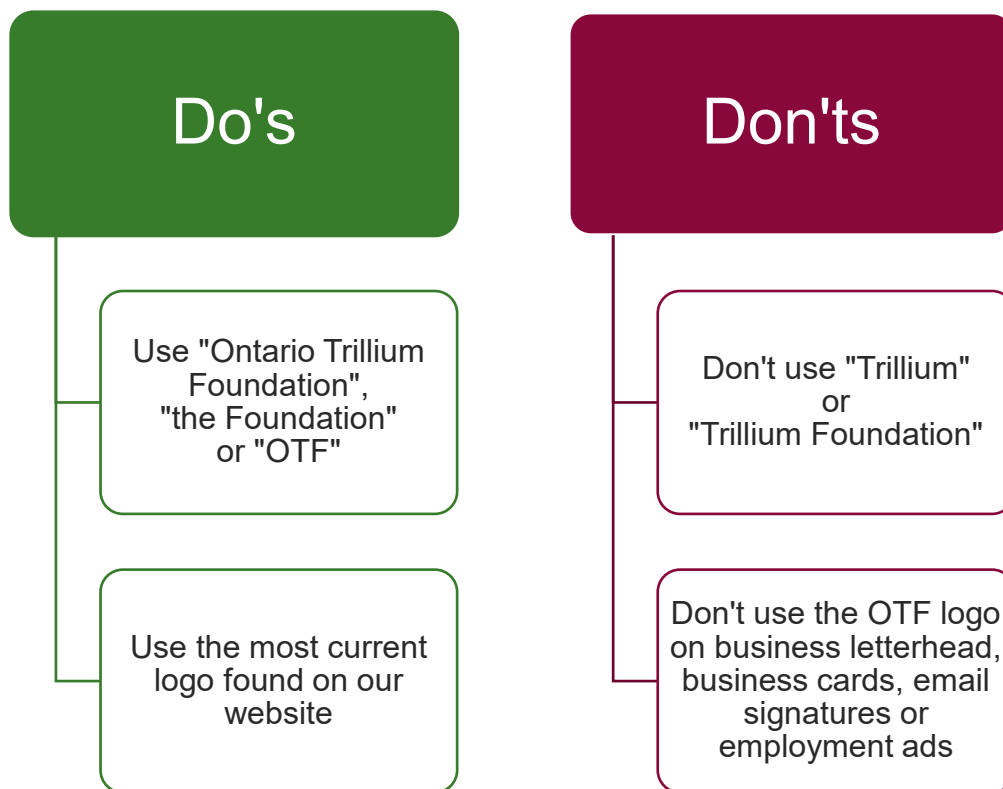 Do's
Use "Ontario Trillium
Foundation",
"the Foundation"
or "OTF"
Use the most current
logo found on our
website
Don'ts
Don't use "Trillium"
or
"Trillium Foundation"
Don't use the OTF logo
on business letterhead,
business cards, email
signatures or
employment ads